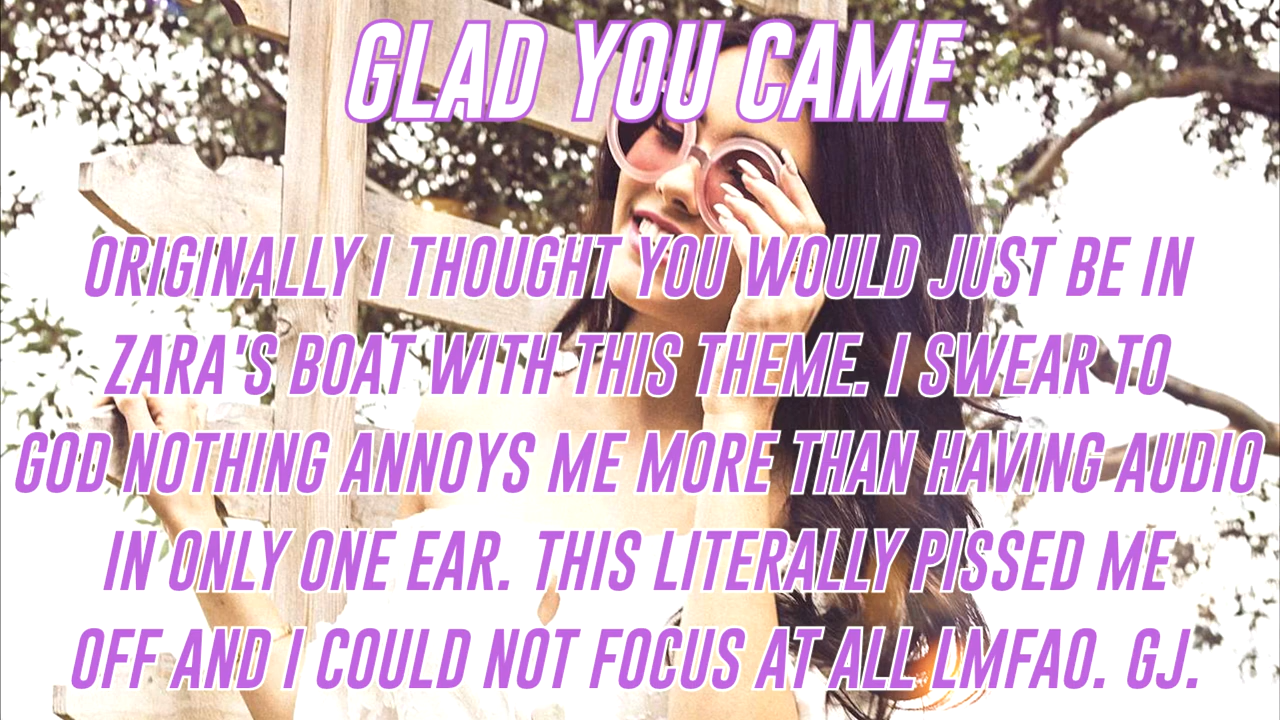 GLAD YOU CAME
ORIGINALLY I THOUGHT YOU WOULD JUST BE IN
ZARA'S BOAT WITH THIS THEME. I SWEAR TO
GOD NOTHING ANNOYS ME MORE THAN HAVING AUDIO
IN ONLY ONE EAR. THIS LITERALLY PISSED ME
OFF AND I COULD NOT FOCUS AT ALL LMFAO. GJ.